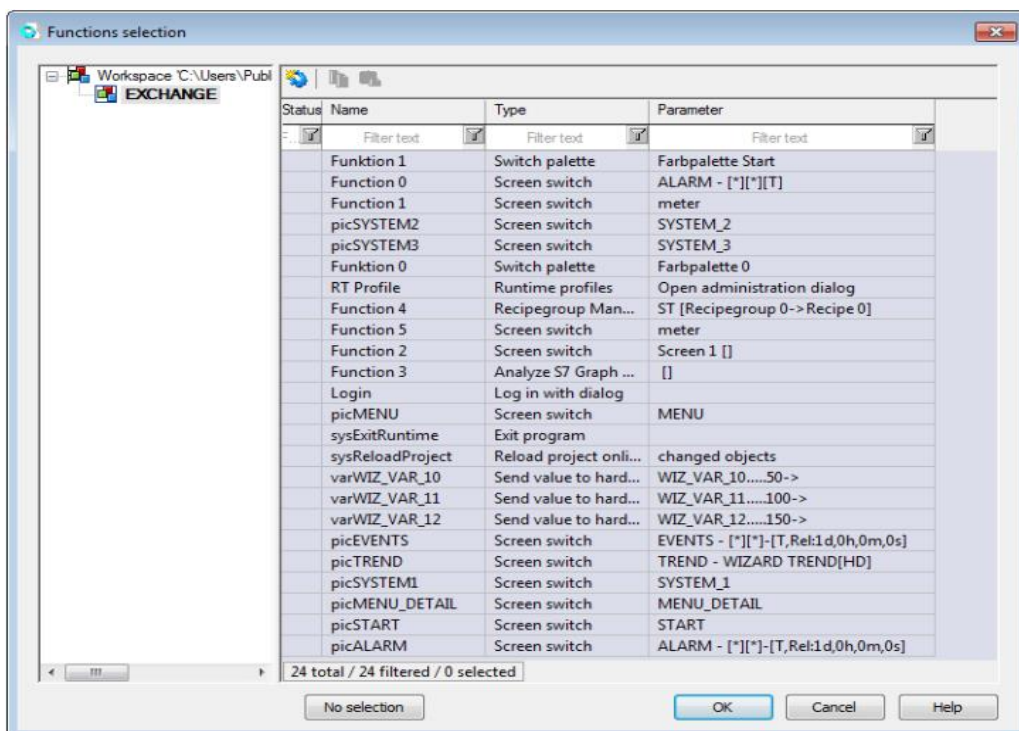 Functions selection
Workspace 'C:\Users\Publ
EXCHANGE
Status Name Type Parameter
F... Filter text Filter text Filter text
Funktion 1 Switch palette Farbpalette Start
Function 0 Screen switch ALARM - [*][*][T]
Function 1 Screen switch meter
picSYSTEM2 Screen switch SYSTEM_2
picSYSTEM3 Screen switch SYSTEM_3
Funktion 0 Switch palette Farbpalette 0
RT Profile Runtime profiles Open administration dialog
Function 4 Recipegroup Man... ST [Recipegroup 0->Recipe 0]
Function 5 Screen switch meter
Function 2 Screen switch Screen 1 []
Function 3 Analyze S7 Graph ... []
Login Log in with dialog
picMENU Screen switch MENU
sysExitRuntime Exit program
sysReloadProject Reload project onli... changed objects
varWIZ_VAR_10 Send value to hard... WIZ_VAR_10.....50->
varWIZ_VAR_11 Send value to hard... WIZ_VAR_11.....100->
varWIZ_VAR_12 Send value to hard... WIZ_VAR_12.....150->
picEVENTS Screen switch EVENTS - [*][*]-[T,Rel:1d,0h,0m,0s]
picTREND Screen switch TREND - WIZARD TREND[HD]
picSYSTEM1 Screen switch SYSTEM_1
picMENU_DETAIL Screen switch MENU_DETAIL
picSTART Screen switch START
picALARM Screen switch ALARM - [*][*]-[T,Rel:1d,0h,0m,0s]
24 total / 24 filtered / 0 selected
No selection OK Cancel Help